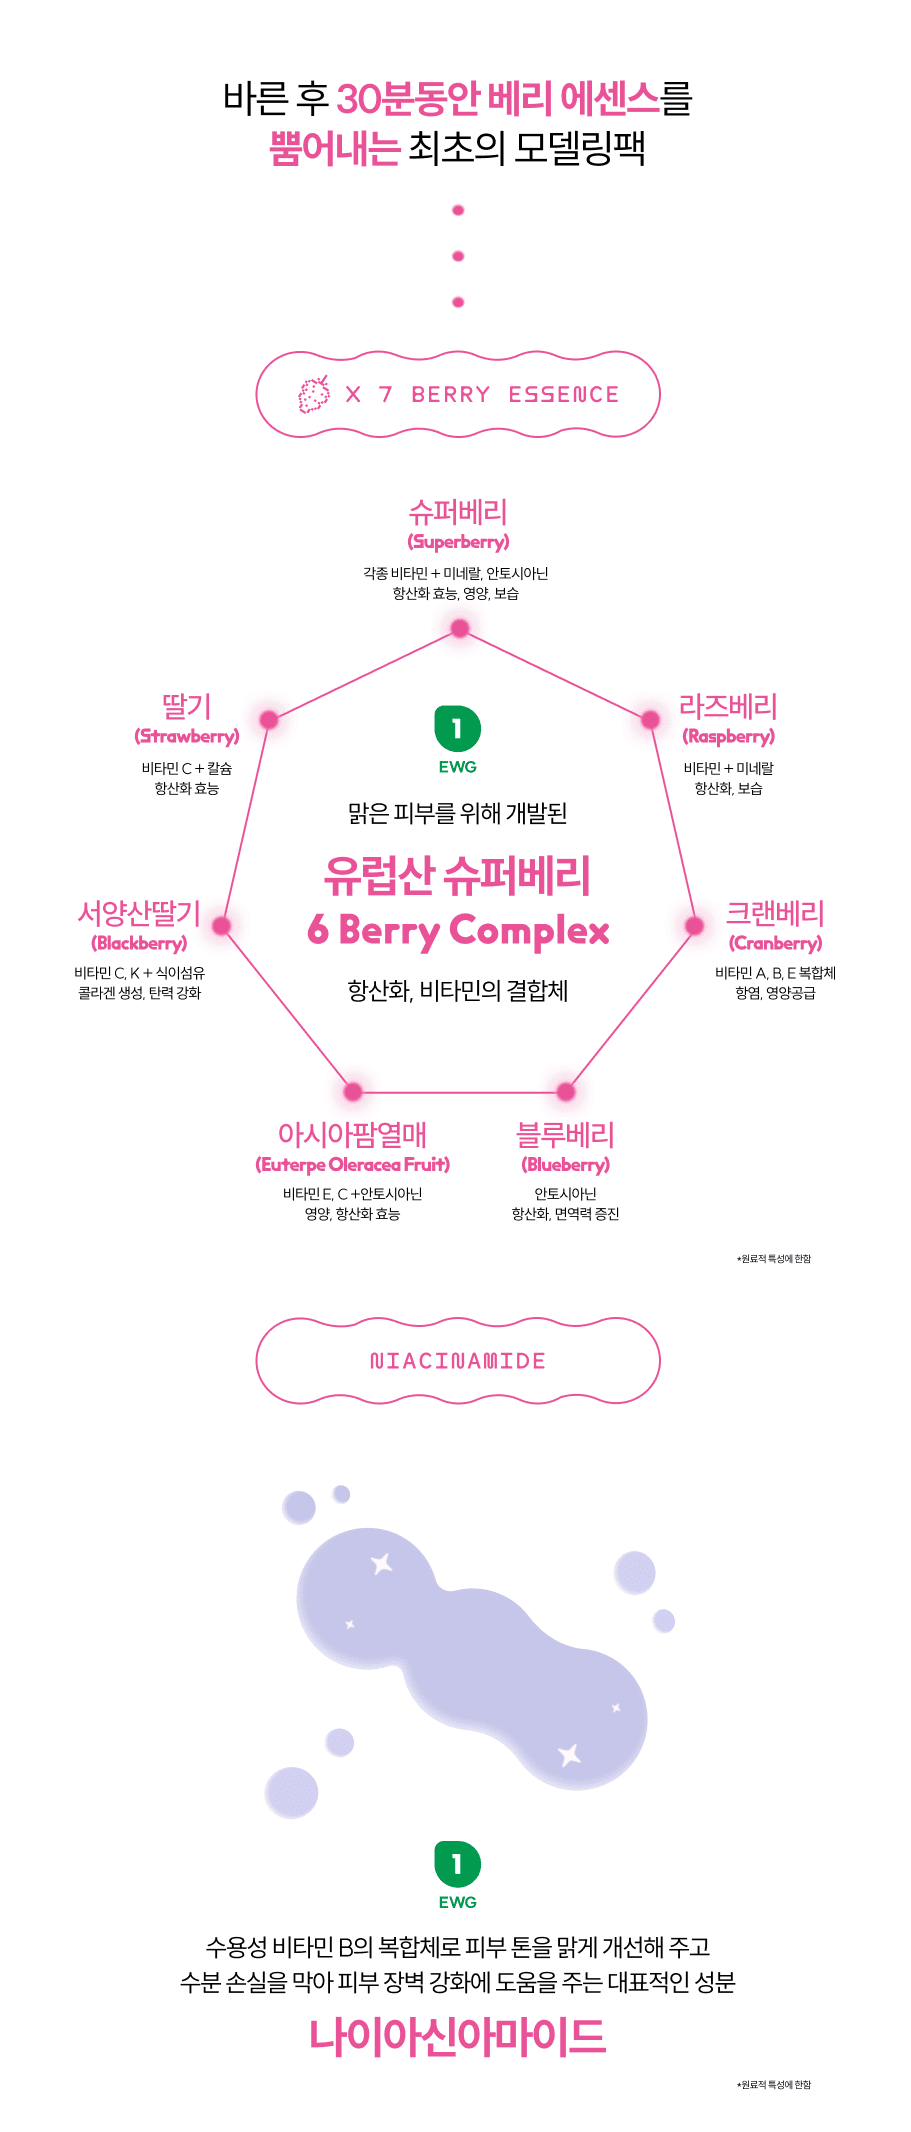 바른 후 30분동안 베리 에센스를
뿜어내는 최초의 모델링팩
X 7 BERRY ESSENCE
슈퍼베리
(Superberry)
각종 비타민 + 미네랄, 안토시아닌
항산화 효능, 영양, 보습
딸기
(Strawberry)
비타민 C + 칼슘
항산화 효능
라즈베리
(Raspberry)
비타민 + 미네랄
항산화, 보습
1
EWG
맑은 피부를 위해 개발된
유럽산 슈퍼베리
6 Berry Complex
항산화, 비타민의 결합체
서양산딸기
(Blackberry)
비타민 C, K + 식이섬유
콜라겐 생성, 탄력 강화
크랜베리
(Cranberry)
비타민 A, B, E 복합체
항염, 영양공급
아시아팜열매
(Euterpe Oleracea Fruit)
비타민 E, C +안토시아닌
영양, 항산화 효능
블루베리
(Blueberry)
안토시아닌
항산화, 면역력 증진
*원료적 특성에 한함
NIACINAMIDE
1
EWG
수용성 비타민 B의 복합체로 피부 톤을 맑게 개선해 주고
수분 손실을 막아 피부 장벽 강화에 도움을 주는 대표적인 성분
나이아신아마이드
*원료적 특성에 한함